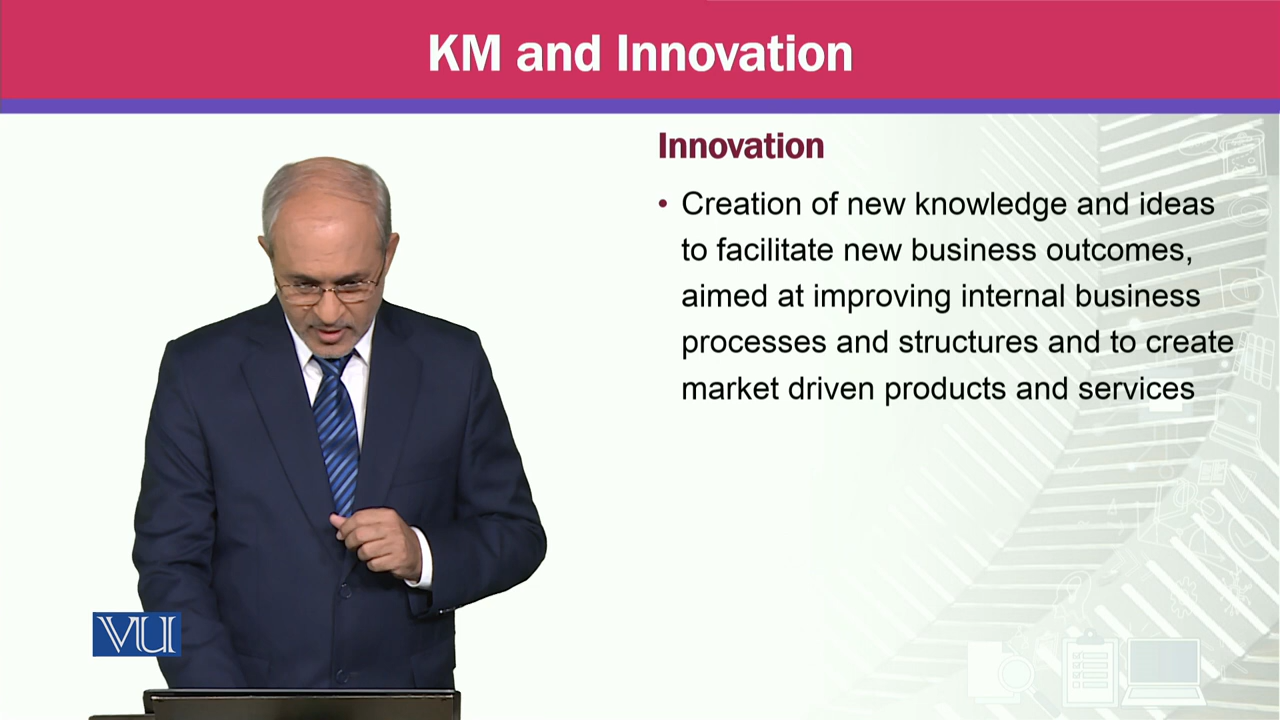 KM and Innovation
Innovation
• Creation of new knowledge and ideas
to facilitate new business outcomes,
aimed at improving internal business
processes and structures and to create
market driven products and services
VU